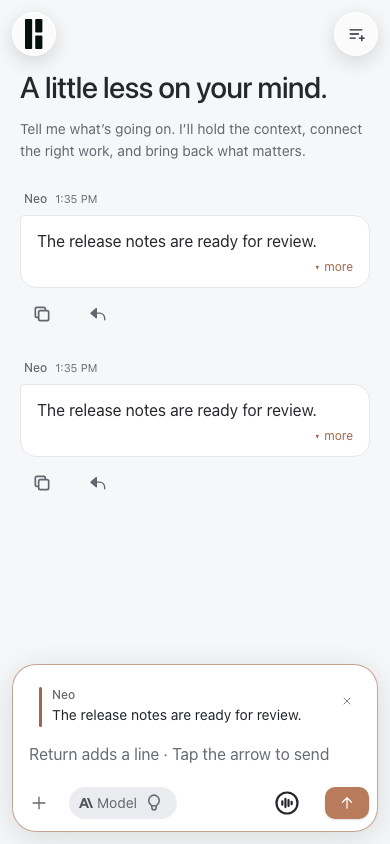 A little less on your mind.
Tell me what's going on. I'll hold the context, connect
the right work, and bring back what matters.
Neo 1:35 PM
The release notes are ready for review.
▾ more
Neo 1:35 PM
The release notes are ready for review.
▾ more
Neo
The release notes are ready for review.
Return adds a line · Tap the arrow to send
Model